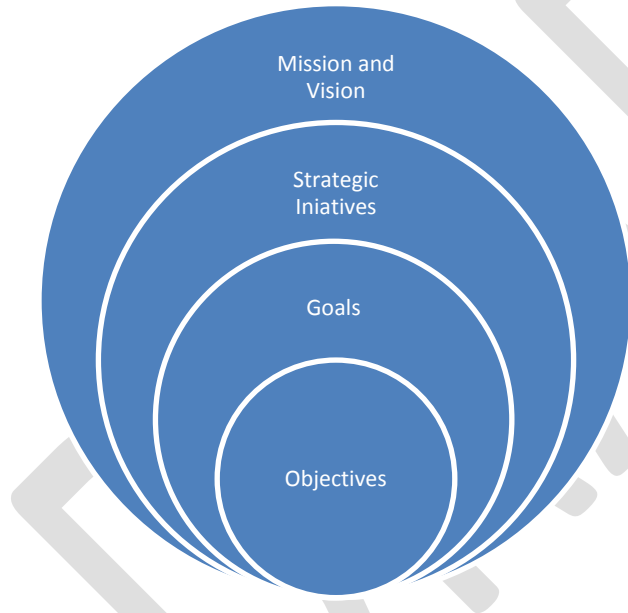 Mission and
Vision
Strategic
Iniatives
Goals
Objectives